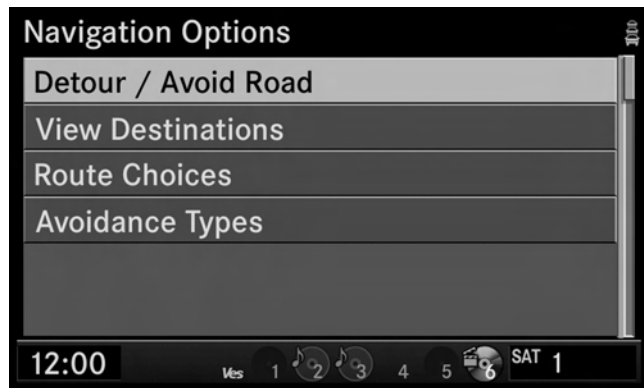 Navigation Options
Detour / Avoid Road
View Destinations
Route Choices
Avoidance Types
12:00 Ves 1 2 3 4 5 6 SAT 1